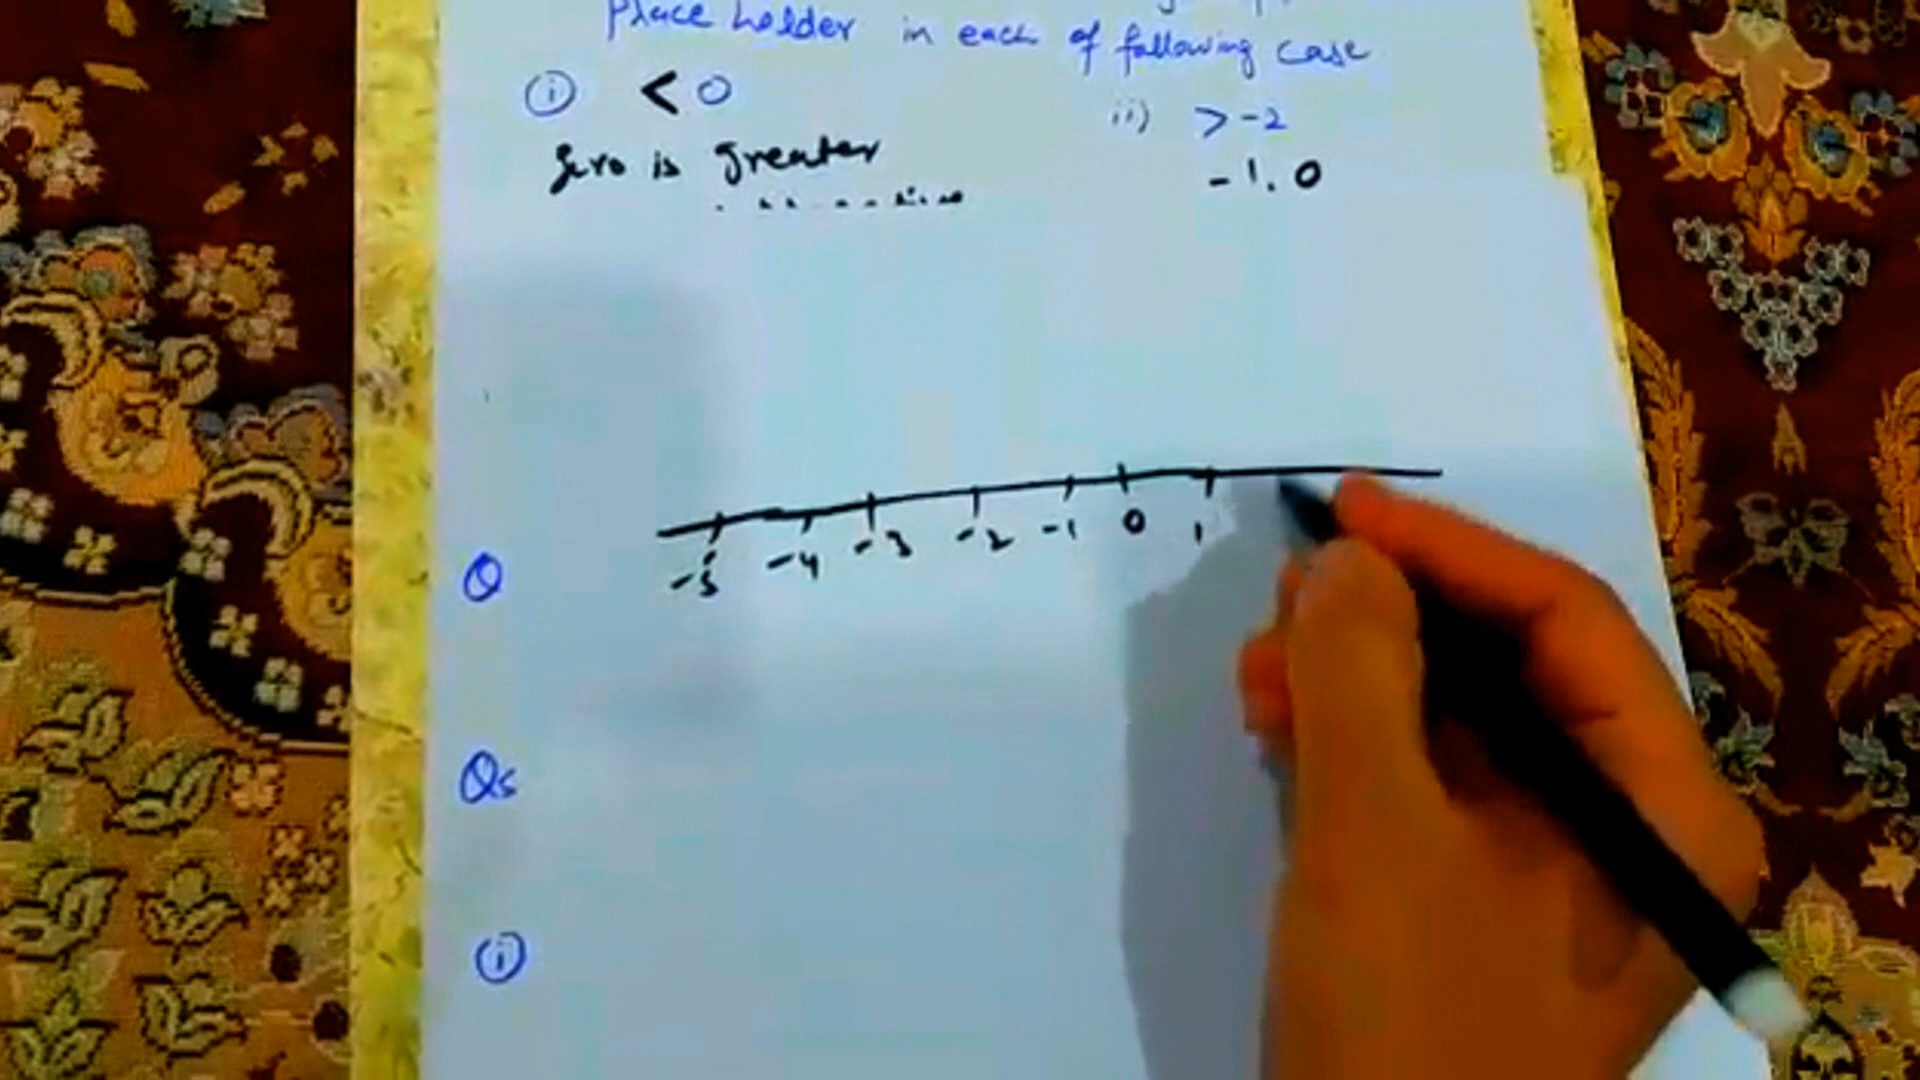 Place holder in each of following case
(i) < 0
ii) > -2
Zero is greater
-1, 0
-5 -4 -3 -2 -1 0 1
Q
Qs
(i)